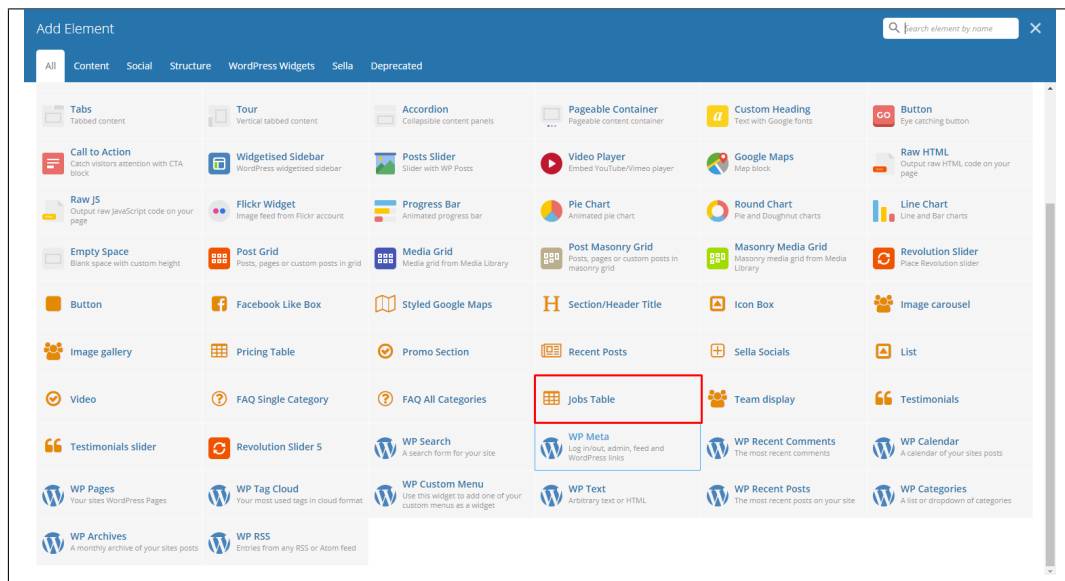 Add Element
Search element by name
All Content Social Structure WordPress Widgets Sella Deprecated
Tabs
Tabbed content
Tour
Vertical tabbed content
Accordion
Collapsible content panels
Pageable Container
Pageable content container
Custom Heading
Text with Google fonts
GO
Button
Eye catching button
Call to Action
Catch visitors attention with CTA
block
Widgetised Sidebar
WordPress widgetised sidebar
Posts Slider
Slider with WP Posts
Video Player
Embed YouTube/Vimeo player
Google Maps
Map block
Raw HTML
Output raw HTML code on your
page
Raw JS
Output raw JavaScript code on your
page
Flickr Widget
Image feed from Flickr account
Progress Bar
Animated progress bar
Pie Chart
Animated pie chart
Round Chart
Pie and Doughnut charts
Line Chart
Line and Bar charts
Empty Space
Blank space with custom height
Post Grid
Posts, pages or custom posts in grid
Media Grid
Media grid from Media Library
Post Masonry Grid
Posts, pages or custom posts in
masonry grid
Masonry Media Grid
Masonry media grid from Media
Library
Revolution Slider
Place Revolution slider
Button
Facebook Like Box
Styled Google Maps
Section/Header Title
Icon Box
Image carousel
Image gallery
Pricing Table
Promo Section
Recent Posts
Sella Socials
List
Video
FAQ Single Category
FAQ All Categories
Jobs Table
Team display
Testimonials
Testimonials slider
Revolution Slider 5
WP Search
A search form for your site
WP Meta
Log in/out, admin, feed and
WordPress links
WP Recent Comments
The most recent comments
WP Calendar
A calendar of your sites posts
WP Pages
Your sites WordPress Pages
WP Tag Cloud
Your most used tags in cloud format
WP Custom Menu
Use this widget to add one of your
custom menus as a widget
WP Text
Arbitrary text or HTML
WP Recent Posts
The most recent posts on your site
WP Categories
A list or dropdown of categories
WP Archives
A monthly archive of your sites posts
WP RSS
Entries from any RSS or Atom feed